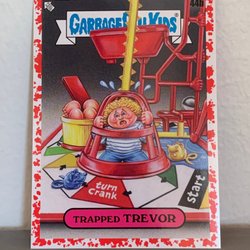 GARBAGE PAIL KIDS
turn
crank
start
TRAPPED TREVOR